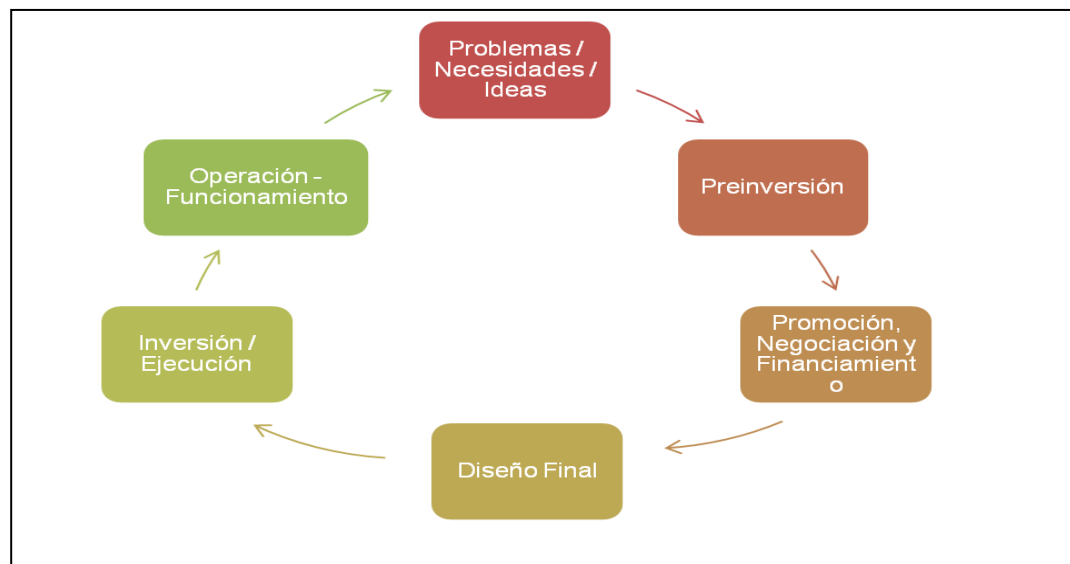 Problemas /
Necesidades /
Ideas
Preinversión
Promoción,
Negociación y
Financiamient
o
Diseño Final
Inversión /
Ejecución
Operación -
Funcionamiento